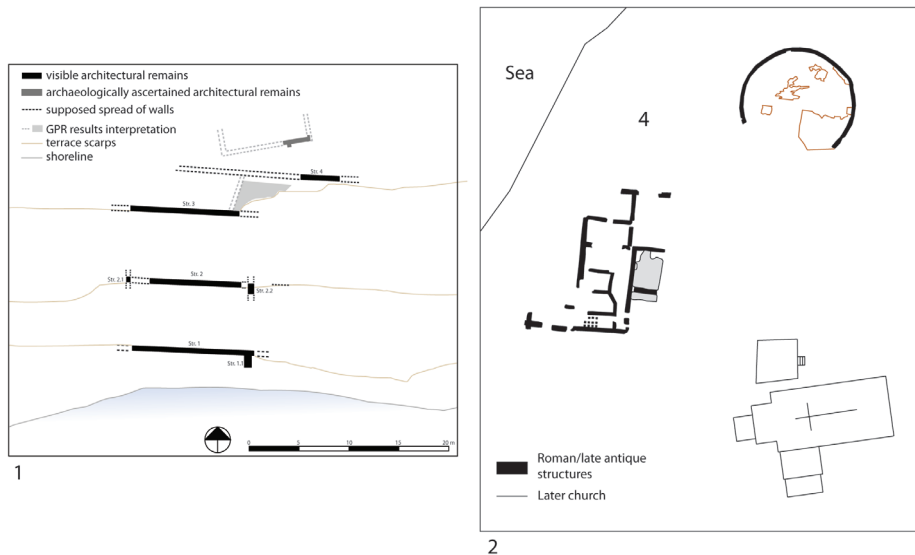 visible architectural remains
archaeologically ascertained architectural remains
supposed spread of walls
GPR results interpretation
terrace scarps
shoreline
Str. 4
Str. 3
Str. 2.1
Str. 2
Str. 2.2
Str. 1
Str. 1.1
0 5 10 15 20 m
1
Sea
4
Roman/late antique
structures
Later church
2